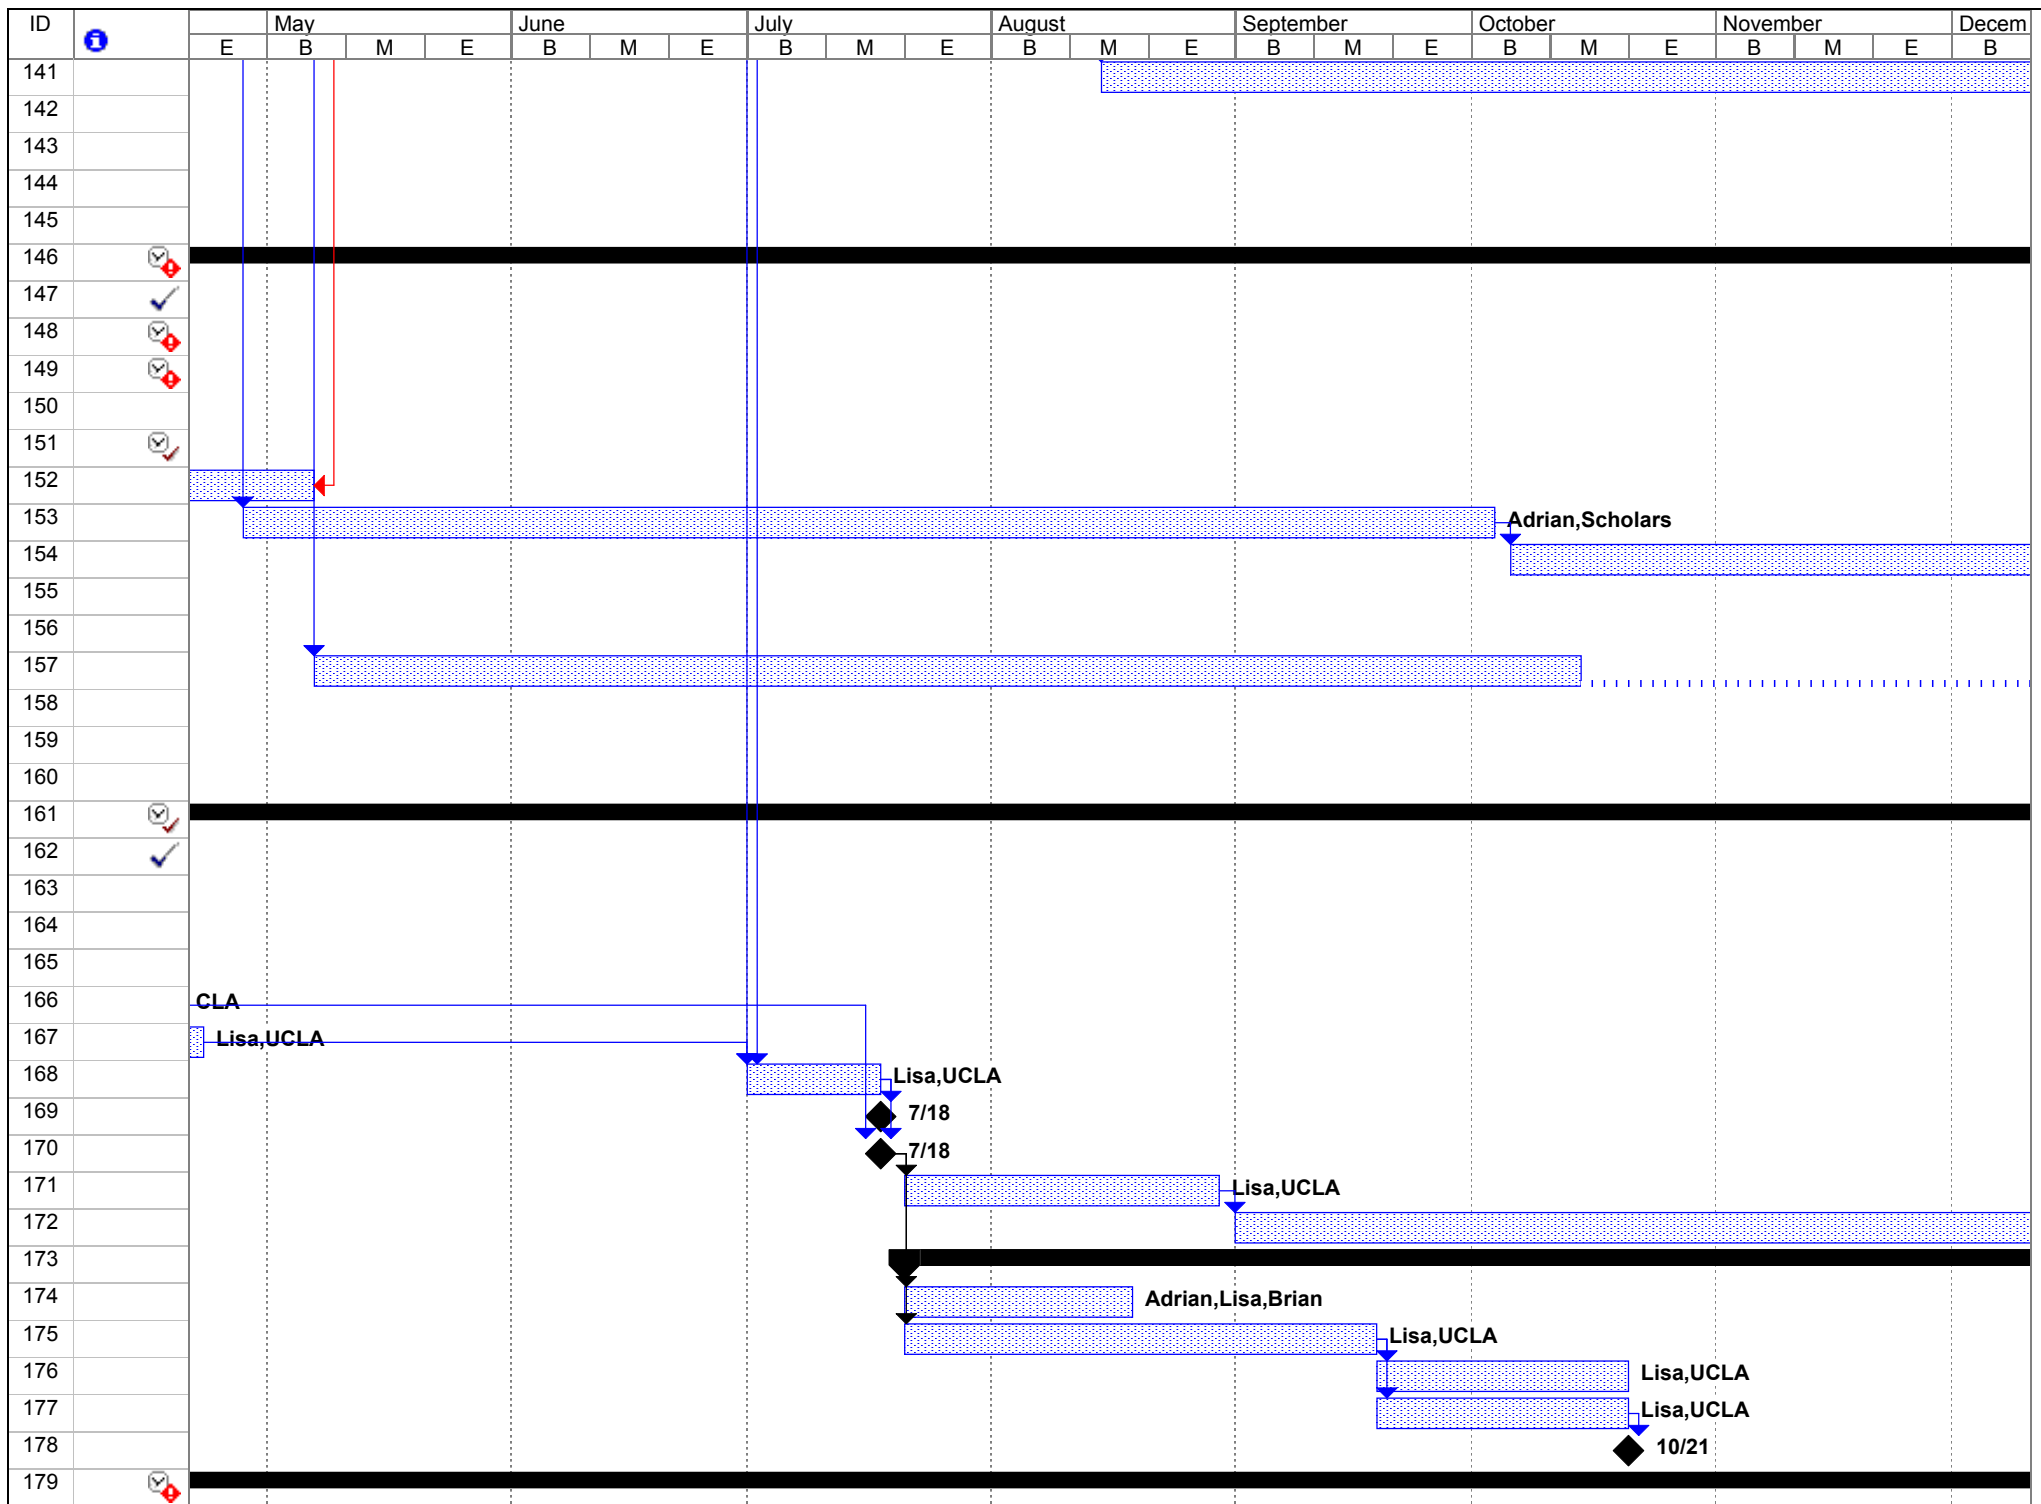 ID May June July August September October November Decem
E B M E B M E B M E B M E B M E B M E B M E B
141
142
143
144
145
146
147
148
149
150
151
152
153 Adrian,Scholars
154
155
156
157
158
159
160
161
162
163
164
165
166 CLA
167 Lisa,UCLA
168 Lisa,UCLA
169 7/18
170 7/18
171 Lisa,UCLA
172
173
174 Adrian,Lisa,Brian
175 Lisa,UCLA
176 Lisa,UCLA
177 Lisa,UCLA
178 10/21
179